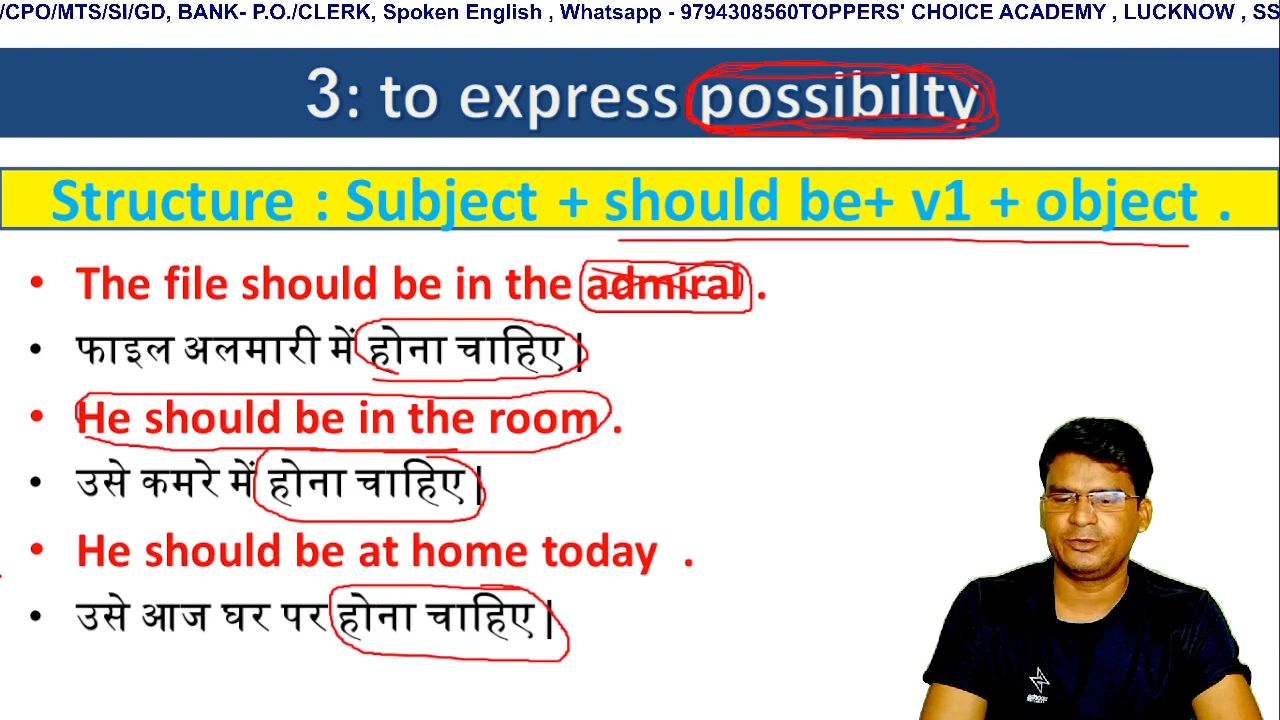 /CPO/MTS/SI/GD, BANK- P.O./CLERK, Spoken English , Whatsapp - 9794308560TOPPERS' CHOICE ACADEMY , LUCKNOW , SS
3: to express possibilty
Structure : Subject + should be+ v1 + object .
• The file should be in the admiral .
• फाइल अलमारी में होना चाहिए |
• He should be in the room .
• उसे कमरे में होना चाहिए |
• He should be at home today .
• उसे आज घर पर होना चाहिए |